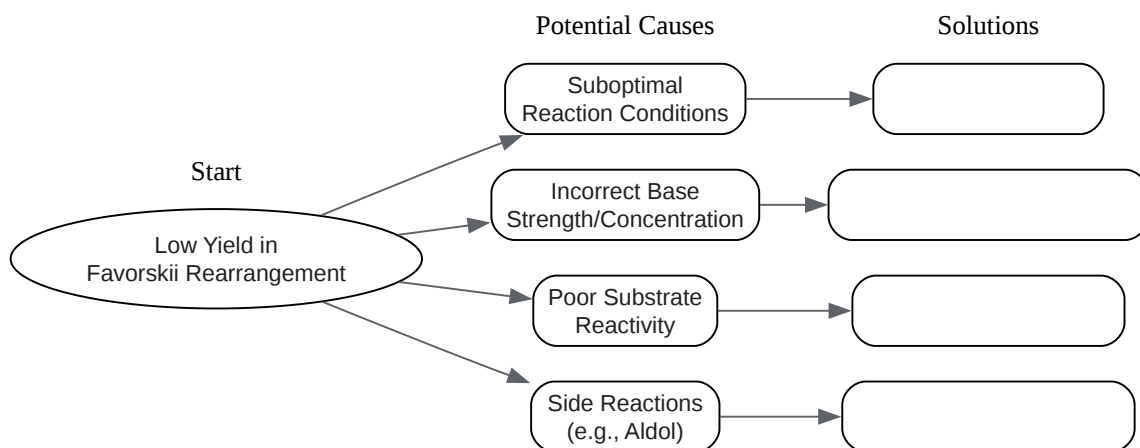 Potential Causes
Solutions
Suboptimal
Reaction Conditions
Start
Incorrect Base
Strength/Concentration
Low Yield in
Favorskii Rearrangement
Poor Substrate
Reactivity
Side Reactions
(e.g., Aldol)